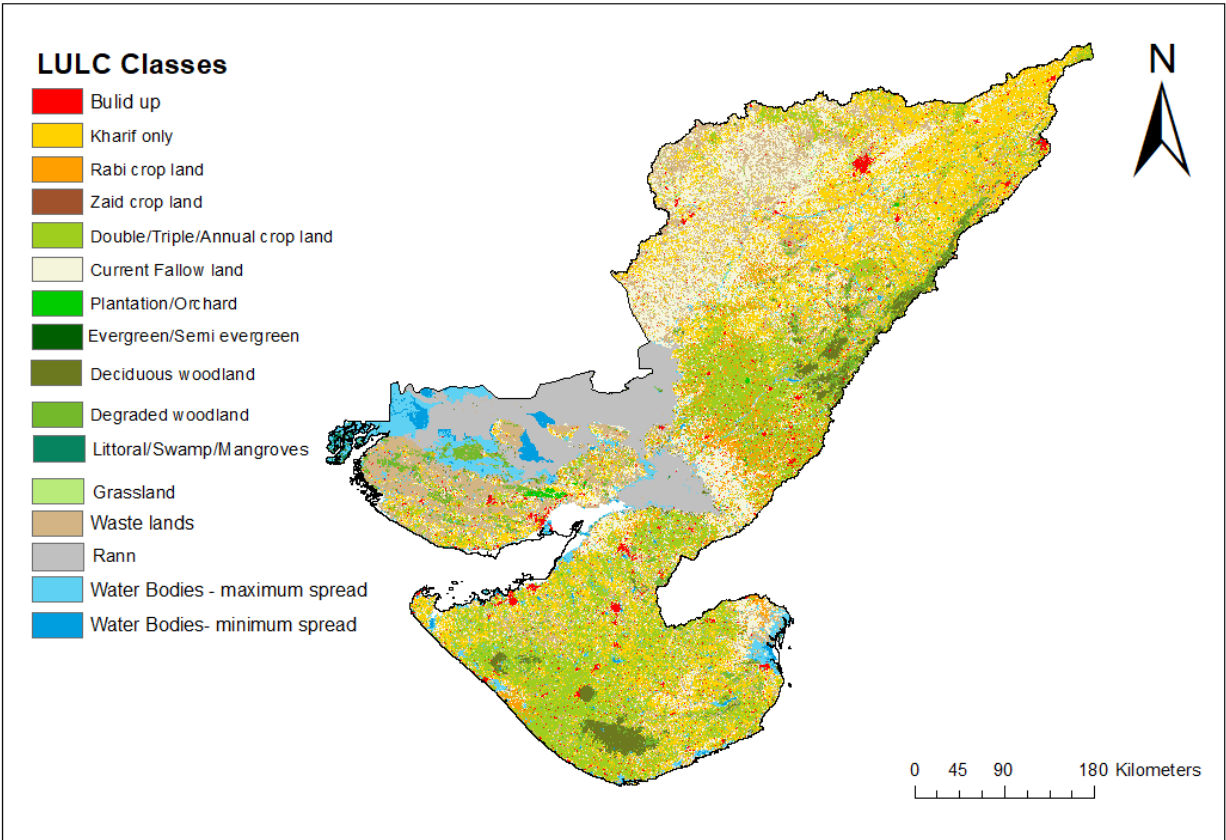 LULC Classes
Bulid up
Kharif only
Rabi crop land
Zaid crop land
Double/Triple/Annual crop land
Current Fallow land
Plantation/Orchard
Evergreen/Semi evergreen
Deciduous woodland
Degraded woodland
Littoral/Swamp/Mangroves
Grassland
Waste lands
Rann
Water Bodies - maximum spread
Water Bodies- minimum spread
N
0 45 90 180 Kilometers